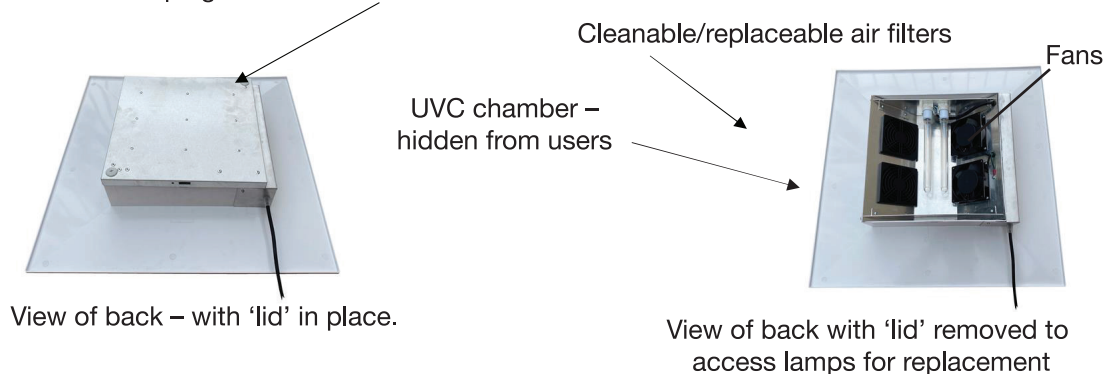 Cleanable/replaceable air filters
Fans
UVC chamber –
hidden from users
View of back – with 'lid' in place.
View of back with 'lid' removed to
access lamps for replacement